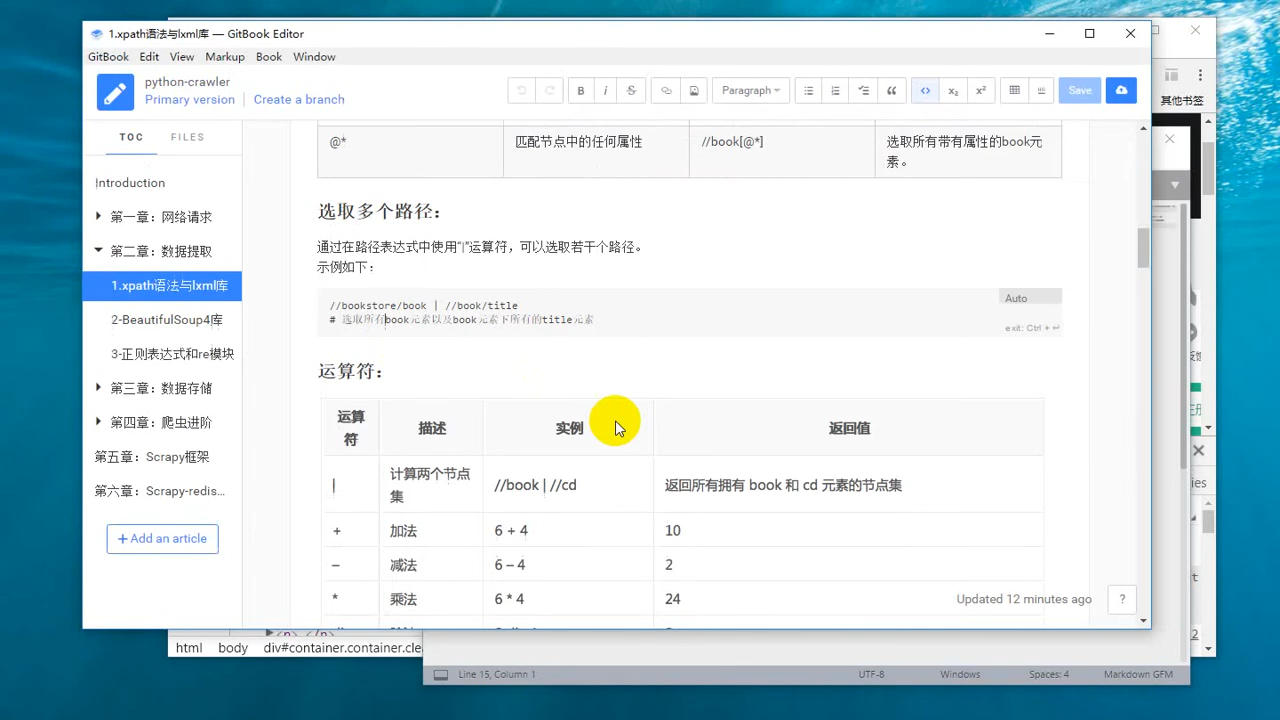 1.xpath语法与lxml库 — GitBook Editor
GitBook Edit View Markup Book Window
python-crawler
Primary version Create a branch
B i S Paragraph x₂ x² Save
其他书签
TOC FILES
Introduction
第一章：网络请求
第二章：数据提取
1.xpath语法与lxml库
2-BeautifulSoup4库
3-正则表达式和re模块
第三章：数据存储
第四章：爬虫进阶
第五章：Scrapy框架
第六章：Scrapy-redis...
+ Add an article
@* 匹配节点中的任何属性 //book[@*] 选取所有带有属性的book元
素。
选取多个路径：
通过在路径表达式中使用“|”运算符，可以选取若干个路径。
示例如下：
//bookstore/book | //book/title
# 选取所有book元素以及book元素下所有的title元素
Auto
exit: Ctrl + ↵
运算符：
运算
符 描述 实例 返回值
| 计算两个节点
集 //book | //cd 返回所有拥有 book 和 cd 元素的节点集
+ 加法 6 + 4 10
– 减法 6 – 4 2
* 乘法 6 * 4 24
Updated 12 minutes ago ?
html body div#container.container.cle
Line 15, Column 1 UTF-8 Windows Spaces: 4 Markdown GFM